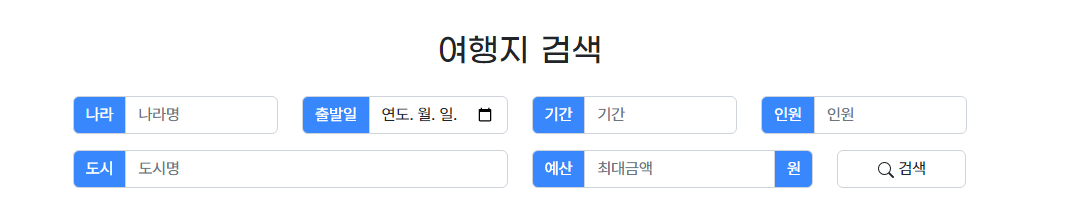 여행지 검색
나라 나라명 출발일 연도. 월. 일. 기간 기간 인원 인원
도시 도시명 예산 최대금액 원 검색